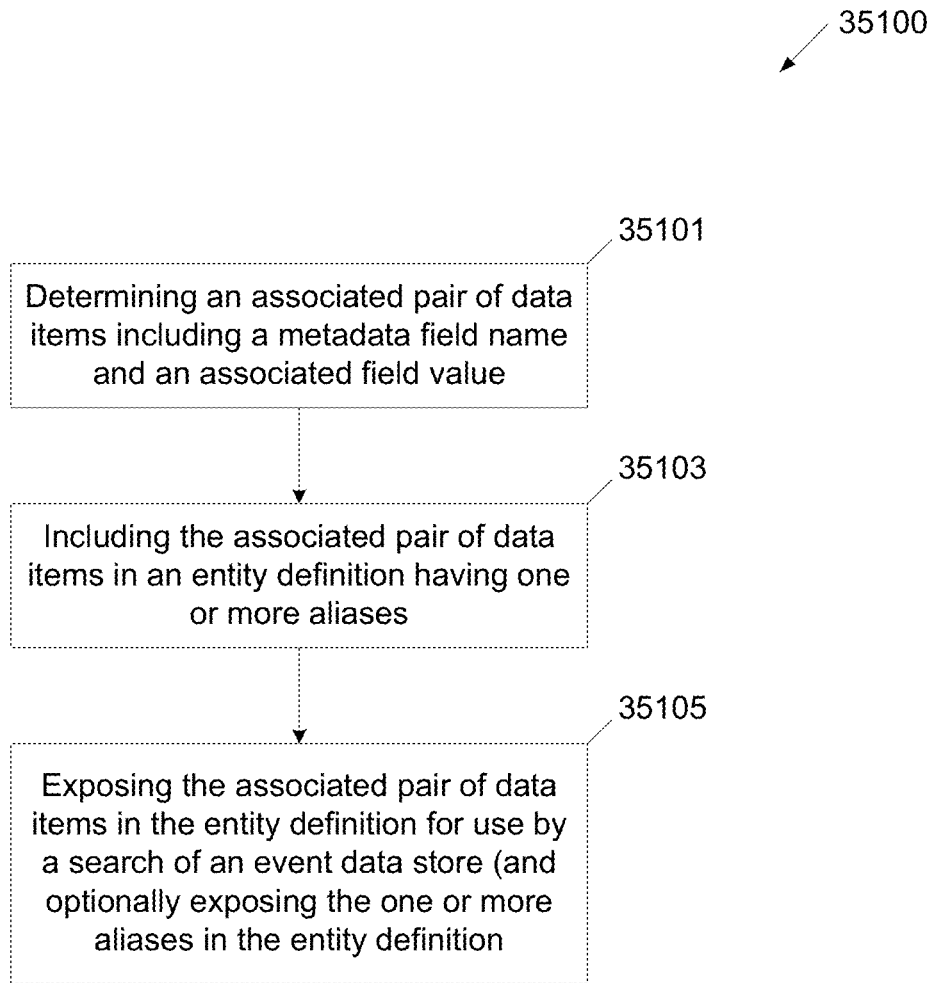 35100
35101
Determining an associated pair of data
items including a metadata field name
and an associated field value
35103
Including the associated pair of data
items in an entity definition having one
or more aliases
35105
Exposing the associated pair of data
items in the entity definition for use by
a search of an event data store (and
optionally exposing the one or more
aliases in the entity definition